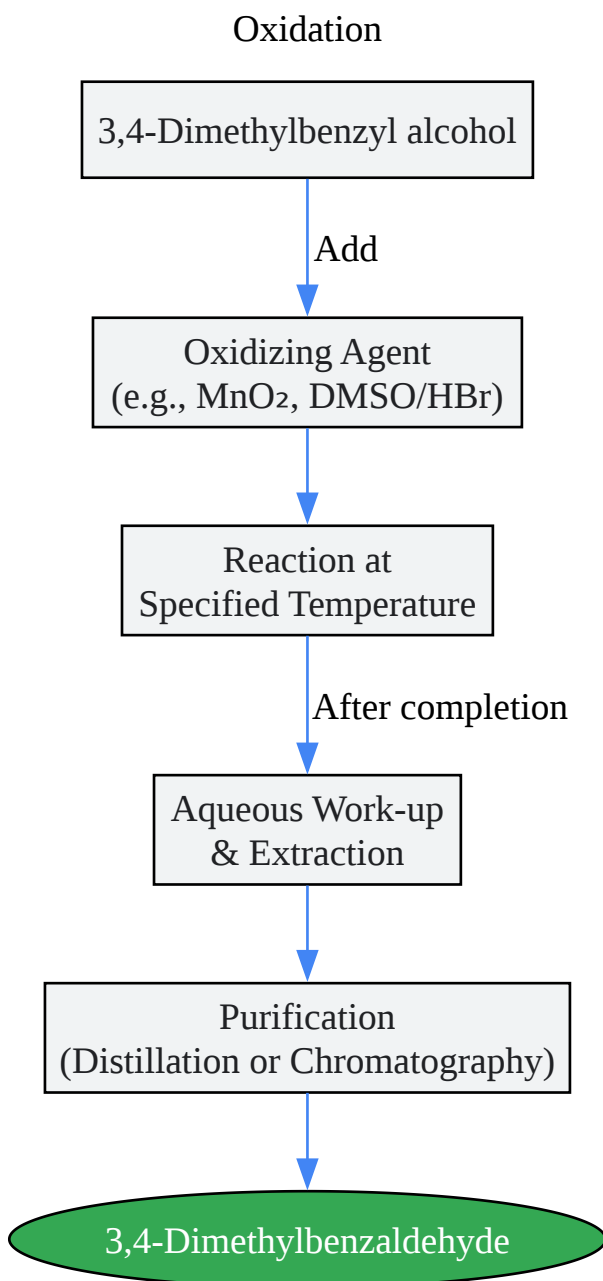 Oxidation
3,4-Dimethylbenzyl alcohol
Add
Oxidizing Agent
(e.g., MnO₂, DMSO/HBr)
Reaction at
Specified Temperature
After completion
Aqueous Work-up
& Extraction
Purification
(Distillation or Chromatography)
3,4-Dimethylbenzaldehyde